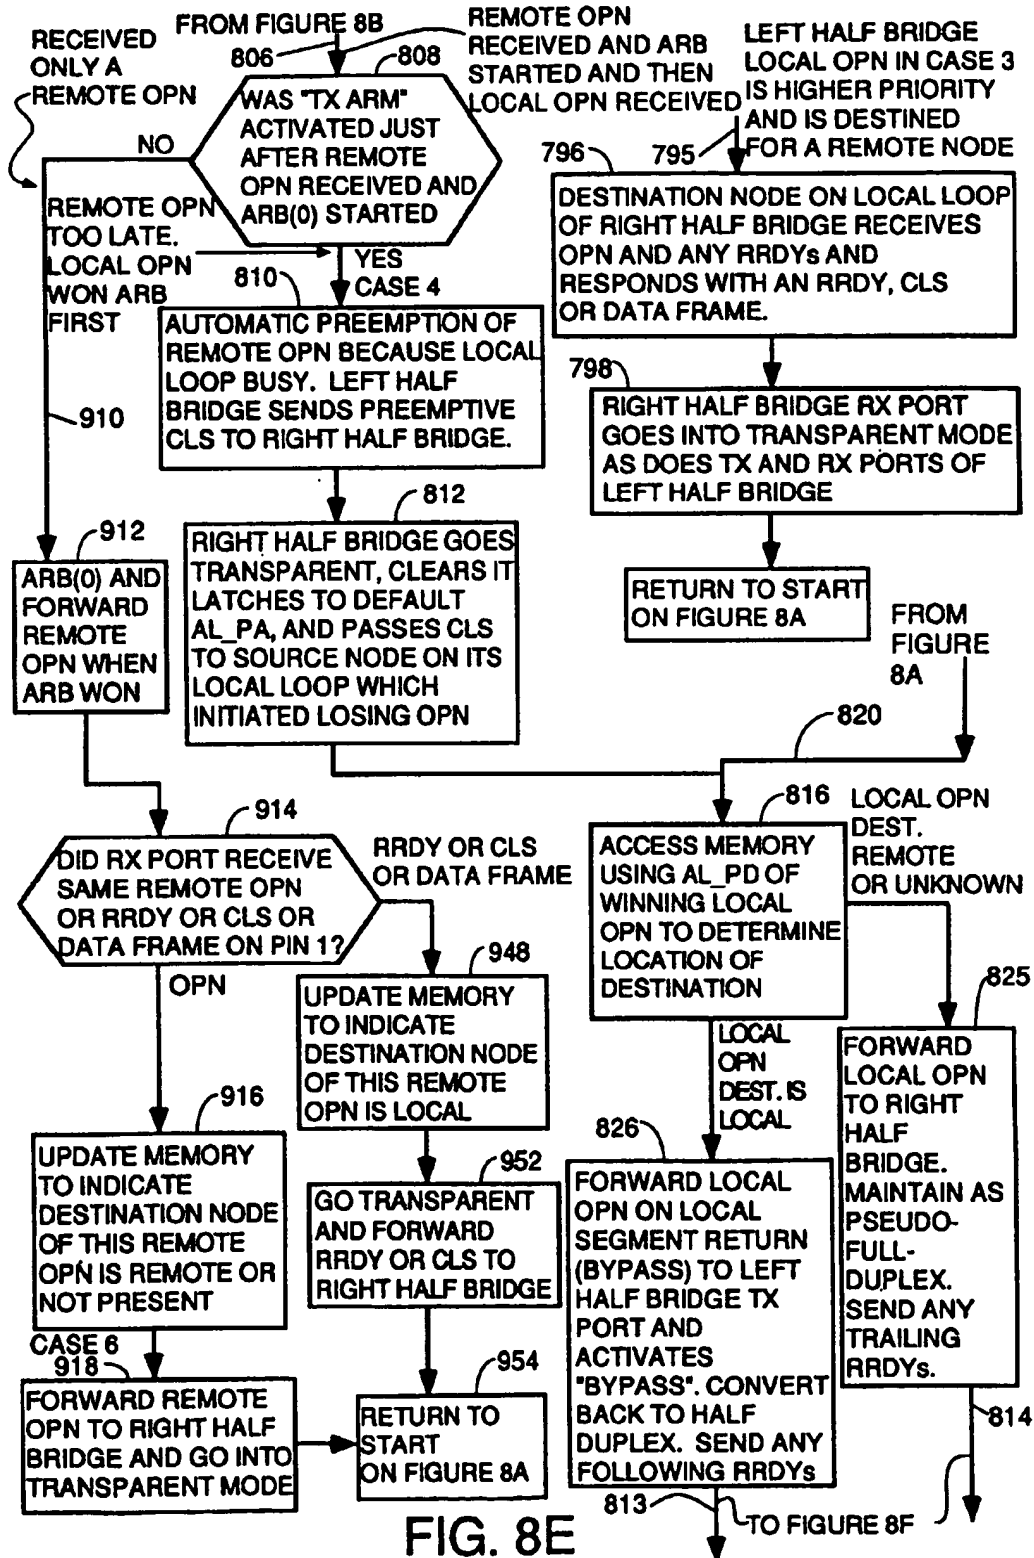 FROM FIGURE 8B
806
808
REMOTE OPN
RECEIVED AND ARB
STARTED AND THEN
LOCAL OPN RECEIVED
RECEIVED
ONLY A
REMOTE OPN
LEFT HALF BRIDGE
LOCAL OPN IN CASE 3
IS HIGHER PRIORITY
AND IS DESTINED
FOR A REMOTE NODE
795
796
WAS "TX ARM"
ACTIVATED JUST
AFTER REMOTE
OPN RECEIVED AND
ARB(0) STARTED
NO
REMOTE OPN
TOO LATE.
LOCAL OPN
WON ARB
FIRST
YES
CASE 4
810
DESTINATION NODE ON LOCAL LOOP
OF RIGHT HALF BRIDGE RECEIVES
OPN AND ANY RRDYs AND
RESPONDS WITH AN RRDY, CLS
OR DATA FRAME.
AUTOMATIC PREEMPTION OF
REMOTE OPN BECAUSE LOCAL
LOOP BUSY. LEFT HALF
BRIDGE SENDS PREEMPTIVE
CLS TO RIGHT HALF BRIDGE.
910
798
RIGHT HALF BRIDGE RX PORT
GOES INTO TRANSPARENT MODE
AS DOES TX AND RX PORTS OF
LEFT HALF BRIDGE
812
RIGHT HALF BRIDGE GOES
TRANSPARENT, CLEARS IT
LATCHES TO DEFAULT
AL_PA, AND PASSES CLS
TO SOURCE NODE ON ITS
LOCAL LOOP WHICH
INITIATED LOSING OPN
912
ARB(0) AND
FORWARD
REMOTE
OPN WHEN
ARB WON
RETURN TO START
ON FIGURE 8A
FROM
FIGURE
8A
820
914
DID RX PORT RECEIVE
SAME REMOTE OPN
OR RRDY OR CLS OR
DATA FRAME ON PIN 1?
RRDY OR CLS
OR DATA FRAME
OPN
816
ACCESS MEMORY
USING AL_PD OF
WINNING LOCAL
OPN TO DETERMINE
LOCATION OF
DESTINATION
LOCAL OPN
DEST.
REMOTE
OR UNKNOWN
948
UPDATE MEMORY
TO INDICATE
DESTINATION NODE
OF THIS REMOTE
OPN IS LOCAL
LOCAL
OPN
DEST. IS
LOCAL
825
FORWARD
LOCAL OPN
TO RIGHT
HALF
BRIDGE.
MAINTAIN AS
PSEUDO-
FULL-
DUPLEX.
SEND ANY
TRAILING
RRDYs.
916
UPDATE MEMORY
TO INDICATE
DESTINATION NODE
OF THIS REMOTE
OPN IS REMOTE OR
NOT PRESENT
952
GO TRANSPARENT
AND FORWARD
RRDY OR CLS TO
RIGHT HALF BRIDGE
826
FORWARD LOCAL
OPN ON LOCAL
SEGMENT RETURN
(BYPASS) TO LEFT
HALF BRIDGE TX
PORT AND
ACTIVATES
"BYPASS". CONVERT
BACK TO HALF
DUPLEX. SEND ANY
FOLLOWING RRDYs
CASE 6
918
FORWARD REMOTE
OPN TO RIGHT HALF
BRIDGE AND GO INTO
TRANSPARENT MODE
954
RETURN TO
START
ON FIGURE 8A
814
813
TO FIGURE 8F
FIG. 8E